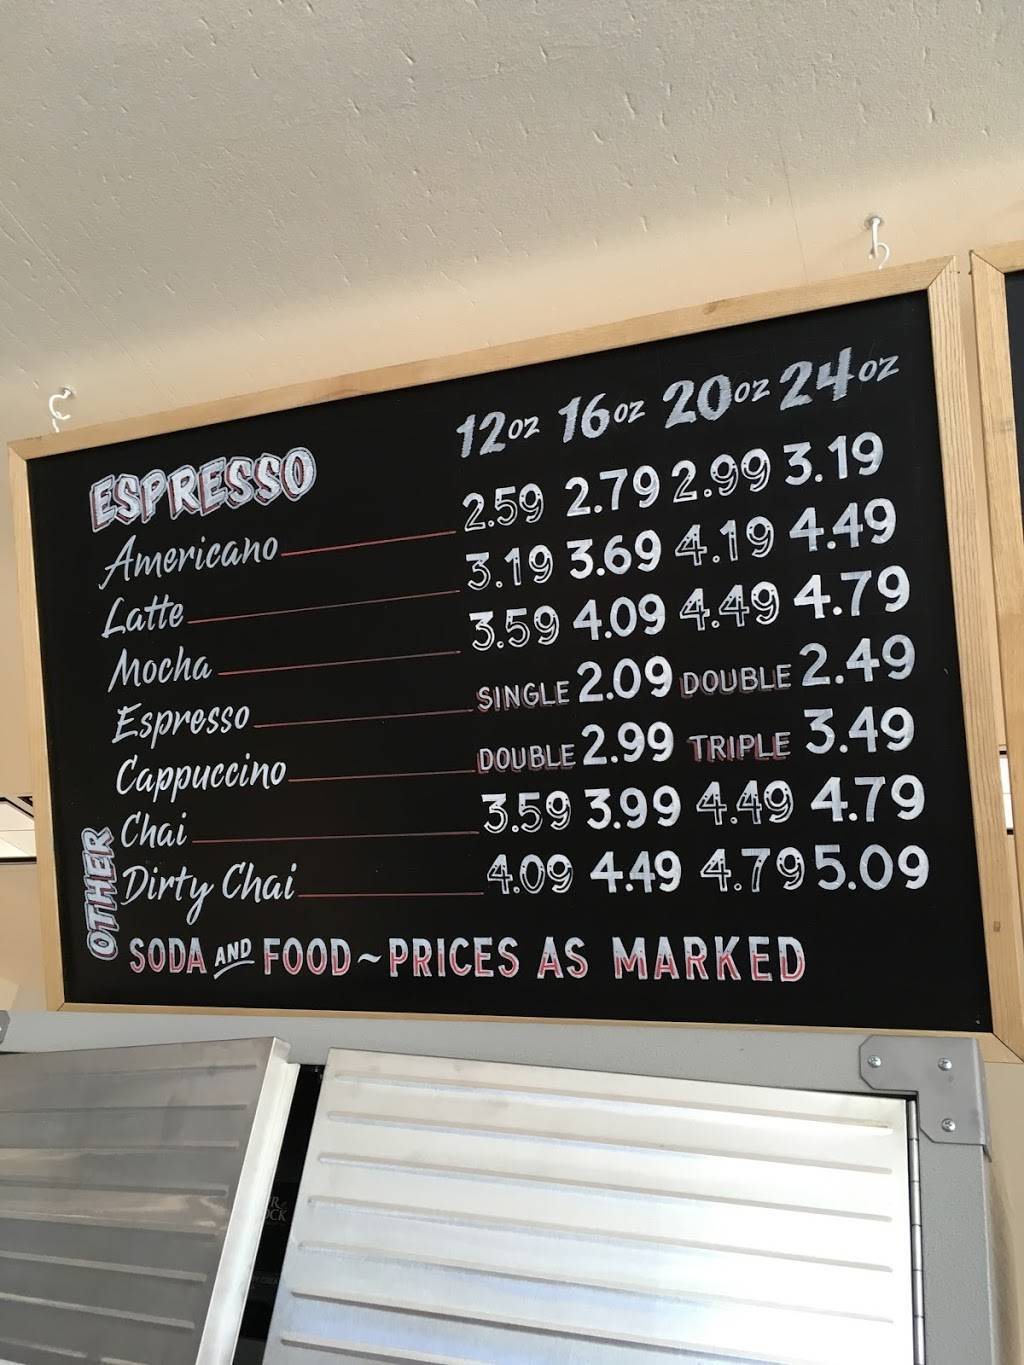 12oz 16oz 20oz 24oz
ESPRESSO
Americano 2.59 2.79 2.99 3.19
Latte 3.19 3.69 4.19 4.49
Mocha 3.59 4.09 4.49 4.79
Espresso SINGLE 2.09 DOUBLE 2.49
Cappuccino DOUBLE 2.99 TRIPLE 3.49
OTHER
Chai 3.59 3.99 4.49 4.79
Dirty Chai 4.09 4.49 4.79 5.09
SODA AND FOOD ~ PRICES AS MARKED